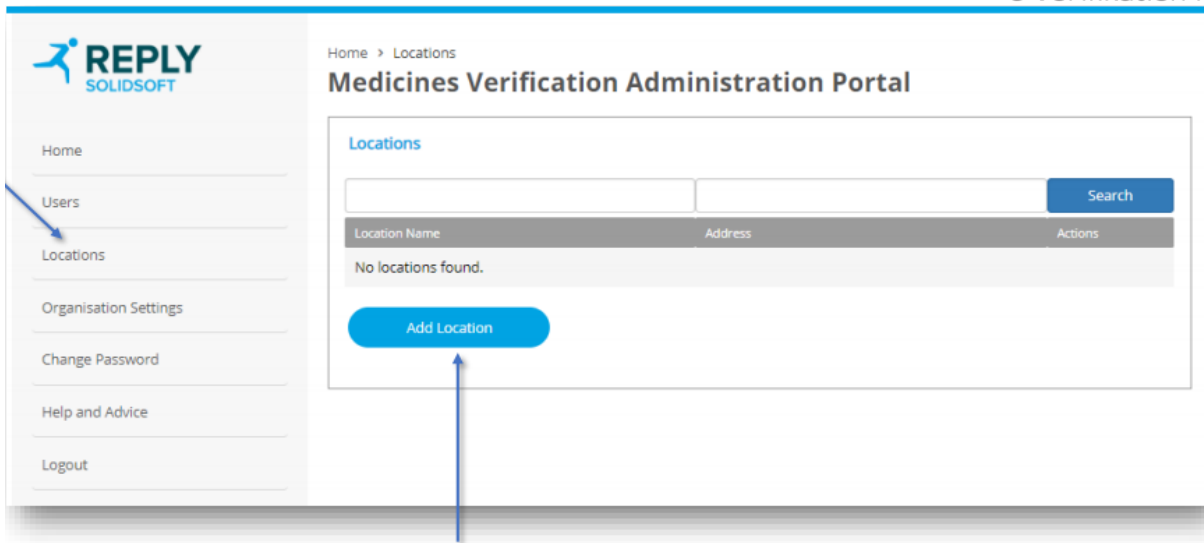 REPLY
SOLIDSOFT
Home
Users
Locations
Organisation Settings
Change Password
Help and Advice
Logout
Home > Locations
Medicines Verification Administration Portal
Locations
Search
Location Name Address Actions
No locations found.
Add Location